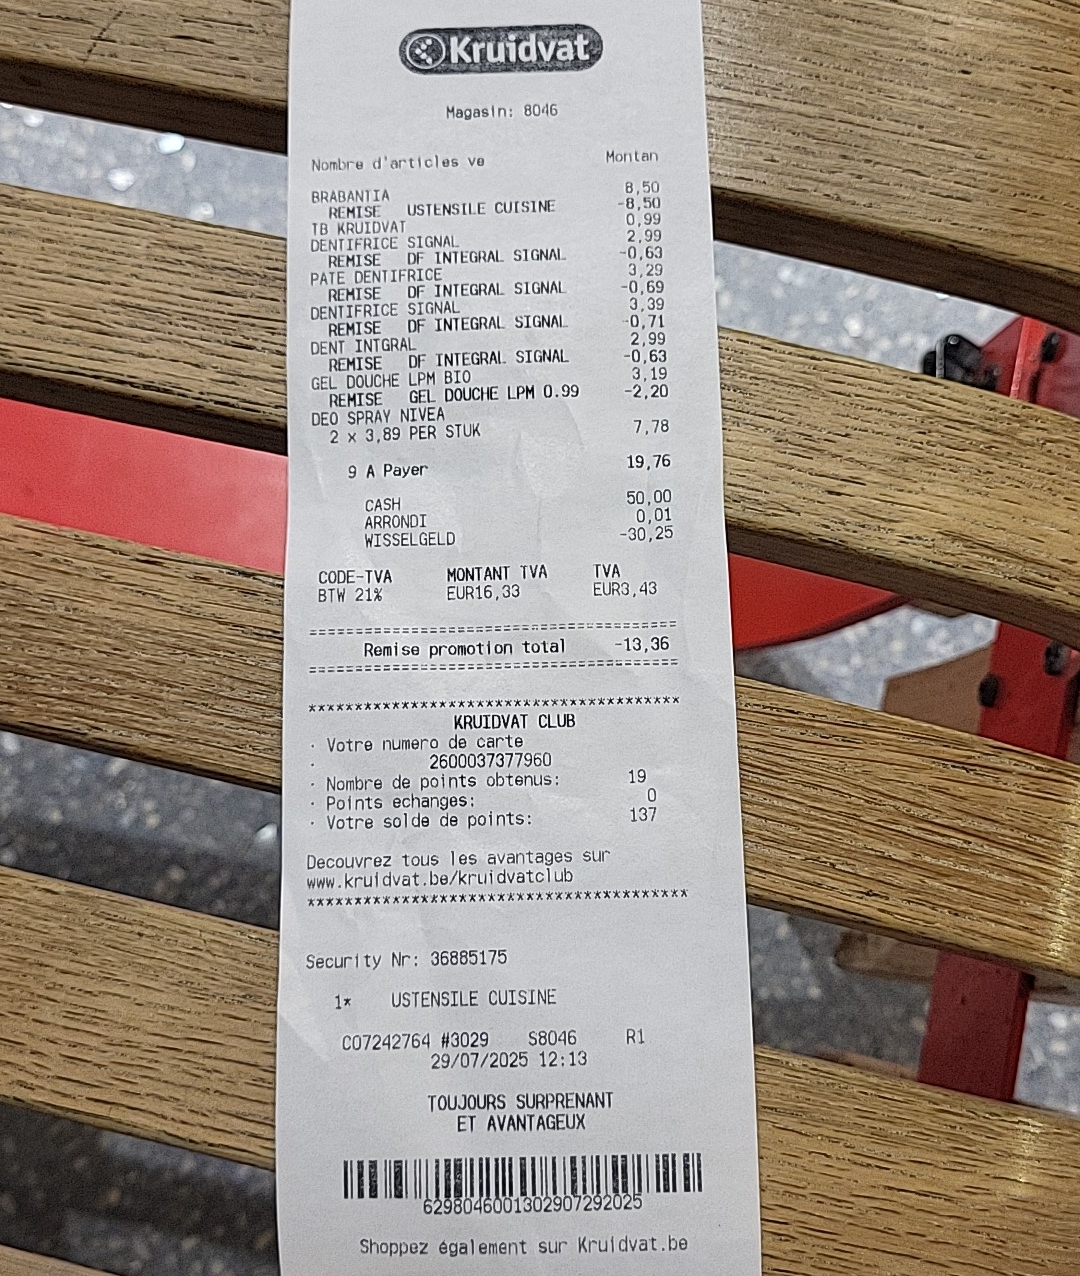 Kruidvat
Magasin: 8046
Nombre d'articles ve Montan
BRABANTIA 8,50
REMISE USTENSILE CUISINE -8,50
TB KRUIDVAT 0,99
DENTIFRICE SIGNAL 2,99
REMISE DF INTEGRAL SIGNAL -0,63
PATE DENTIFRICE 3,29
REMISE DF INTEGRAL SIGNAL -0,69
DENTIFRICE SIGNAL 3,39
REMISE DF INTEGRAL SIGNAL -0,71
DENT INTGRAL 2,99
REMISE DF INTEGRAL SIGNAL -0,63
GEL DOUCHE LPM BIO 3,19
REMISE GEL DOUCHE LPM 0.99 -2,20
DEO SPRAY NIVEA
2 x 3,89 PER STUK 7,78
9 A Payer 19,76
CASH 50,00
ARRONDI 0,01
WISSELGELD -30,25
CODE-TVA MONTANT TVA TVA
BTW 21% EUR16,33 EUR3,43
========================================
Remise promotion total -13,36
========================================
****************************************
KRUIDVAT CLUB
· Votre numero de carte
· 2600037377960
· Nombre de points obtenus: 19
· Points echanges: 0
· Votre solde de points: 137
Decouvrez tous les avantages sur
www.kruidvat.be/kruidvatclub
****************************************
Security Nr: 36885175
1* USTENSILE CUISINE
C07242764 #3029 S8046 R1
29/07/2025 12:13
TOUJOURS SURPRENANT
ET AVANTAGEUX
6298046001302907292025
Shoppez également sur Kruidvat.be